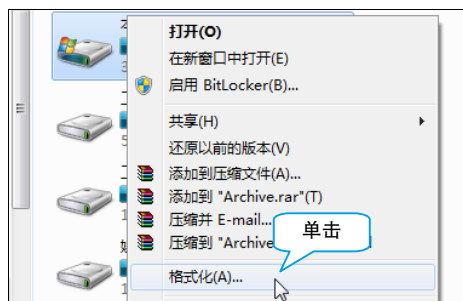 打开(O)
在新窗口中打开(E)
启用 BitLocker(B)...
共享(H)
还原以前的版本(V)
添加到压缩文件(A)...
添加到 "Archive.rar"(T)
压缩并 E-mail...
压缩到 "Archive
单击
格式化(A)...